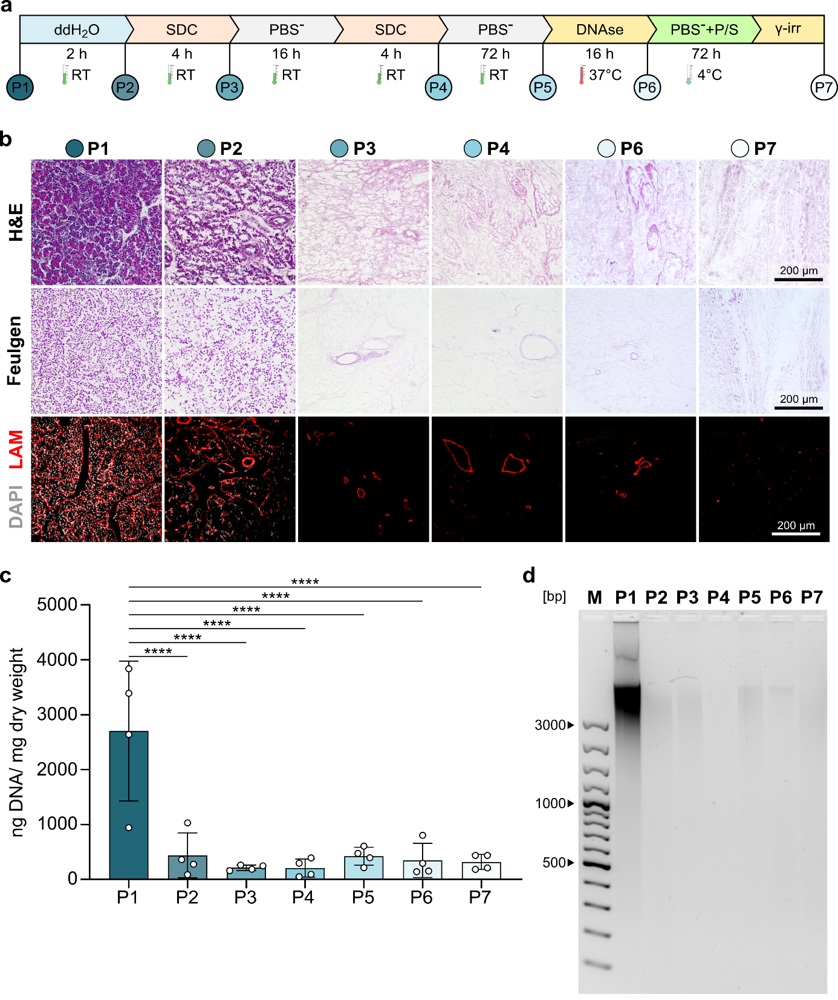 a
ddH₂O SDC PBS⁻ SDC PBS⁻ DNAse PBS⁻+P/S γ-irr
2 h 4 h 16 h 4 h 72 h 16 h 72 h
RT RT RT RT RT 37°C 4°C
P1 P2 P3 P4 P5 P6 P7
b
P1 P2 P3 P4 P6 P7
H&E
200 µm
Feulgen
200 µm
DAPI LAM
200 µm
c
****
****
****
****
****
****
ng DNA/ mg dry weight
5000
4000
3000
2000
1000
0
P1 P2 P3 P4 P5 P6 P7
d
[bp] M P1 P2 P3 P4 P5 P6 P7
3000
1000
500